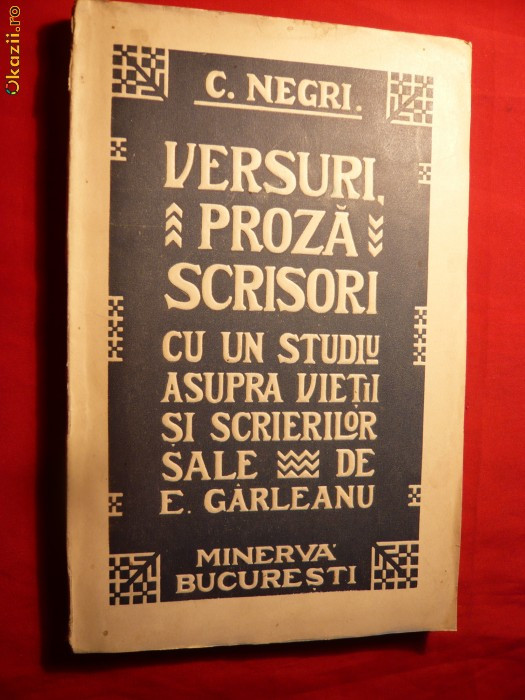 Okazii.ro
C. NEGRI.
VERSURI,
PROZĂ
SCRISORI
CU UN STUDIU
ASUPRA VIEȚII
ȘI SCRIERILOR
SALE DE
E. GÂRLEANU
MINERVA
BUCUREȘTI